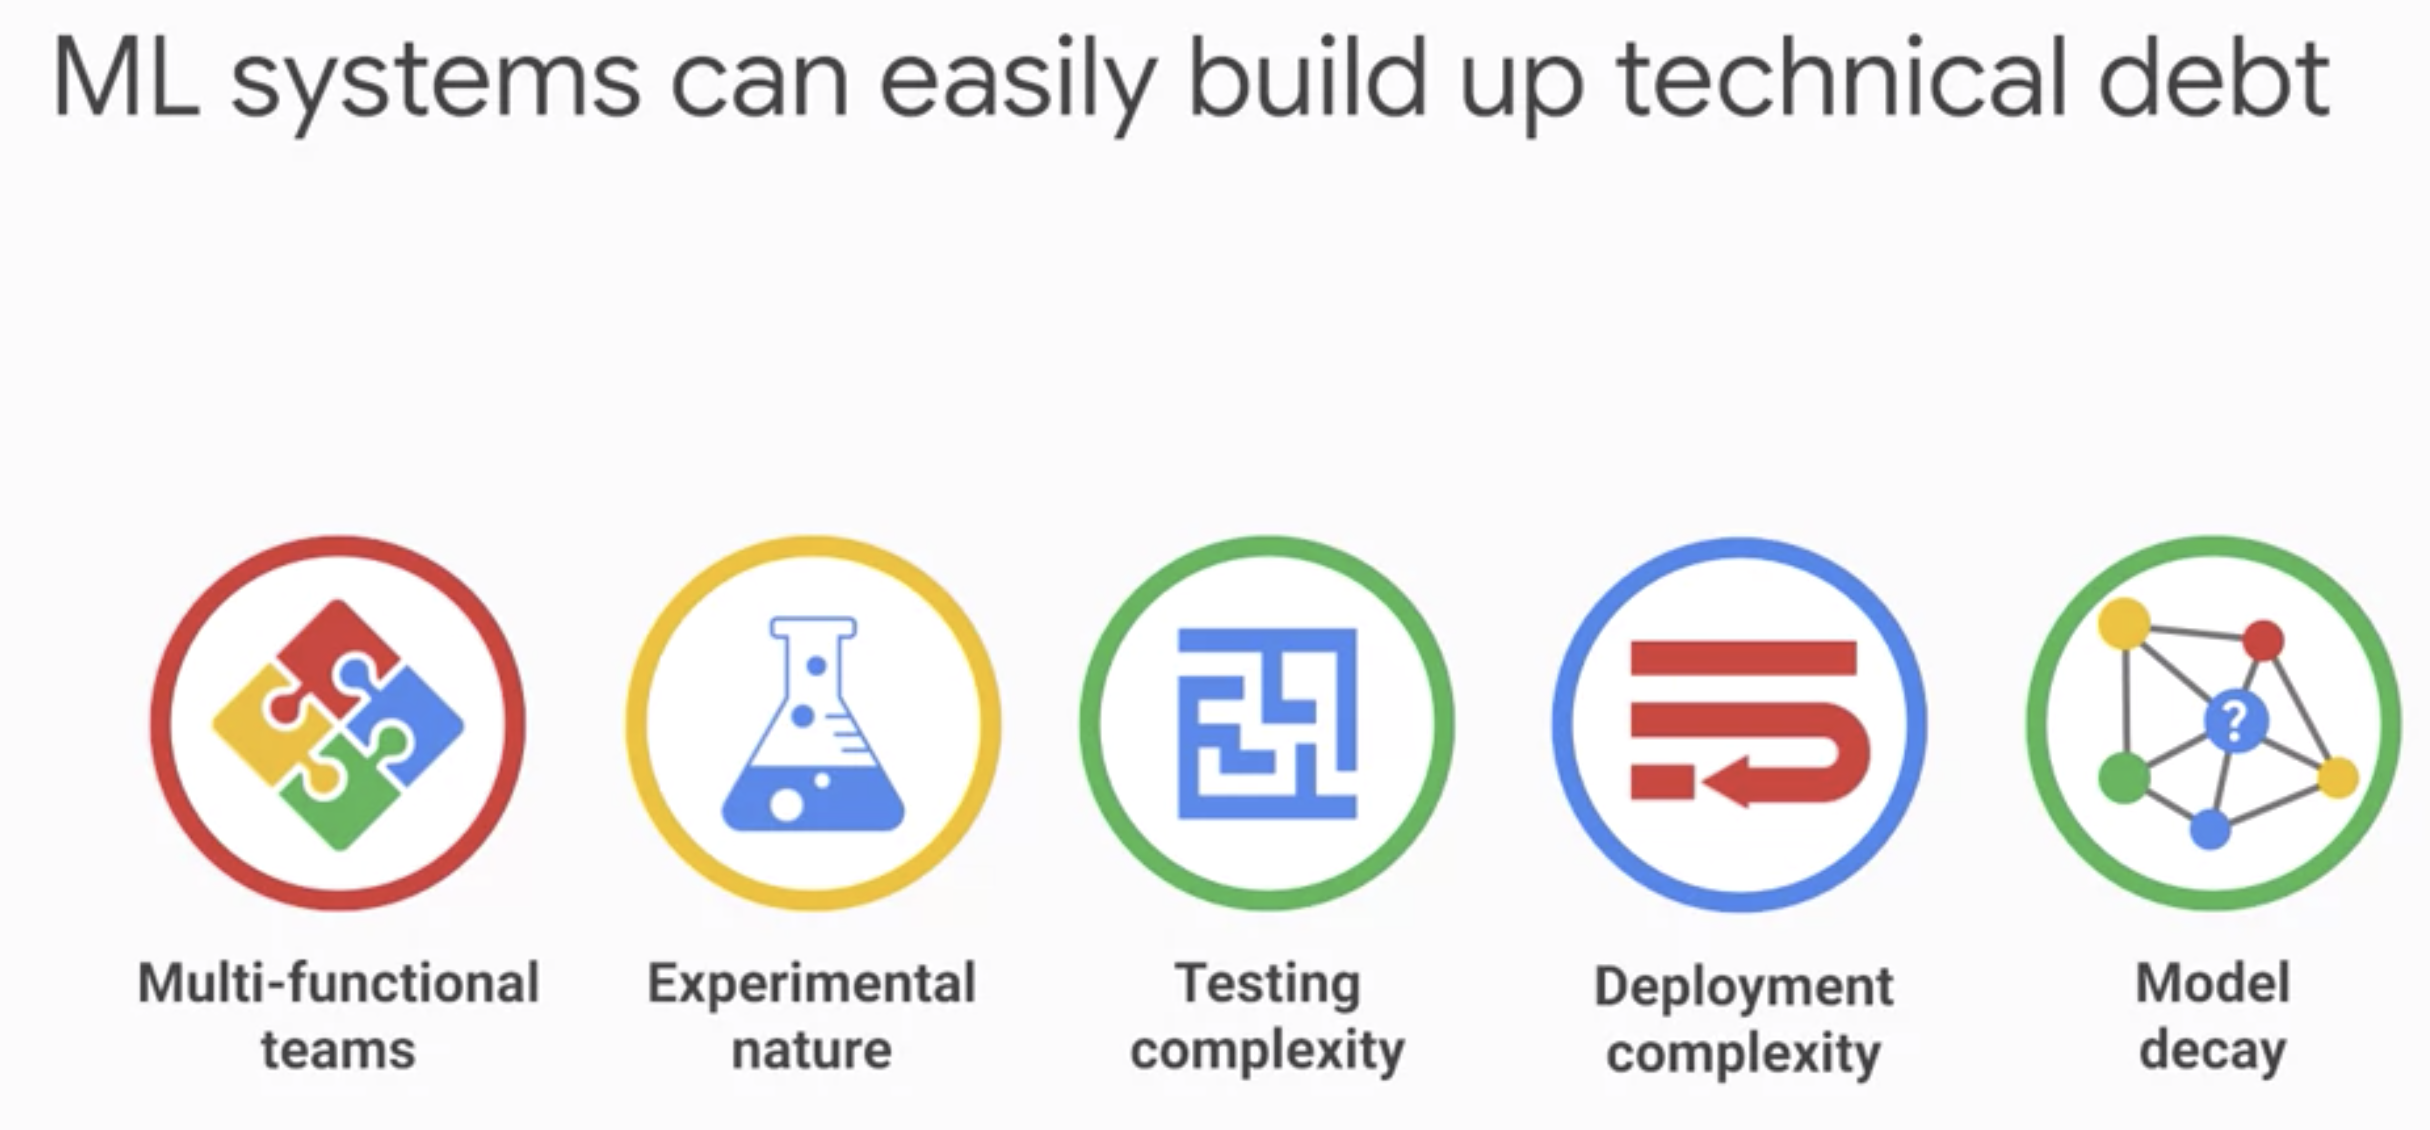 ML systems can easily build up technical debt
?
Multi-functional
teams
Experimental
nature
Testing
complexity
Deployment
complexity
Model
decay